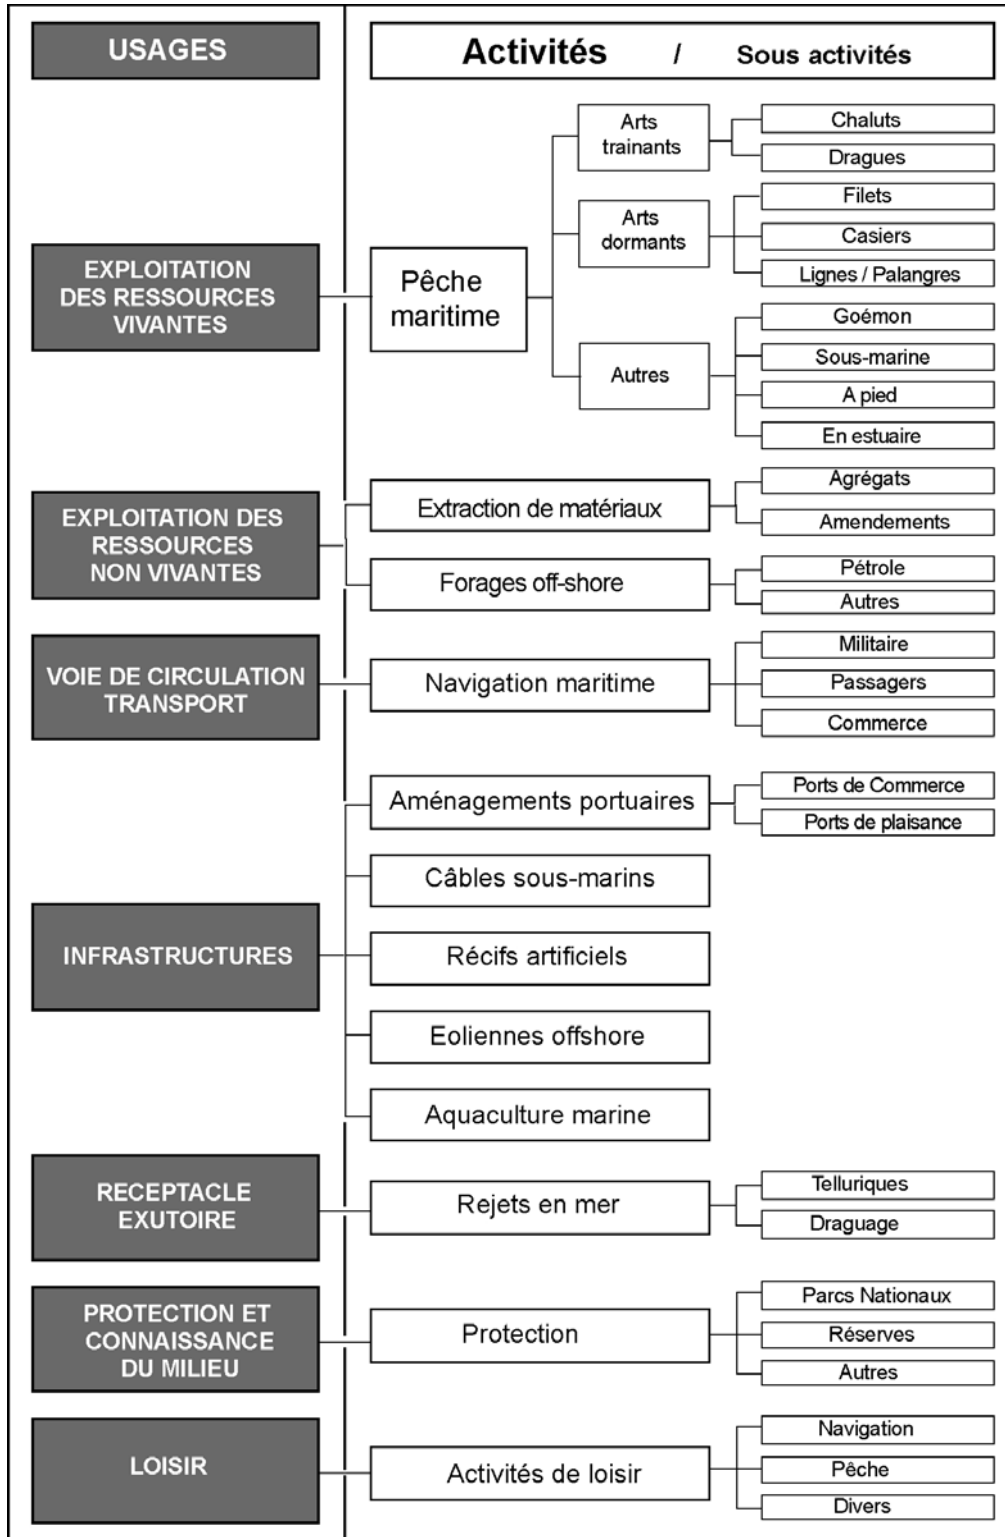 USAGES
Activités / Sous activités
EXPLOITATION
DES RESSOURCES
VIVANTES
Pêche
maritime
Arts
trainants
Chaluts
Dragues
Arts
dormants
Filets
Casiers
Lignes / Palangres
Autres
Goémon
Sous-marine
A pied
En estuaire
EXPLOITATION DES
RESSOURCES
NON VIVANTES
Extraction de matériaux
Agrégats
Amendements
Forages off-shore
Pétrole
Autres
VOIE DE CIRCULATION
TRANSPORT
Navigation maritime
Militaire
Passagers
Commerce
INFRASTRUCTURES
Aménagements portuaires
Ports de Commerce
Ports de plaisance
Câbles sous-marins
Récifs artificiels
Eoliennes offshore
Aquaculture marine
RECEPTACLE
EXUTOIRE
Rejets en mer
Telluriques
Draguage
PROTECTION ET
CONNAISSANCE
DU MILIEU
Protection
Parcs Nationaux
Réserves
Autres
LOISIR
Activités de loisir
Navigation
Pêche
Divers